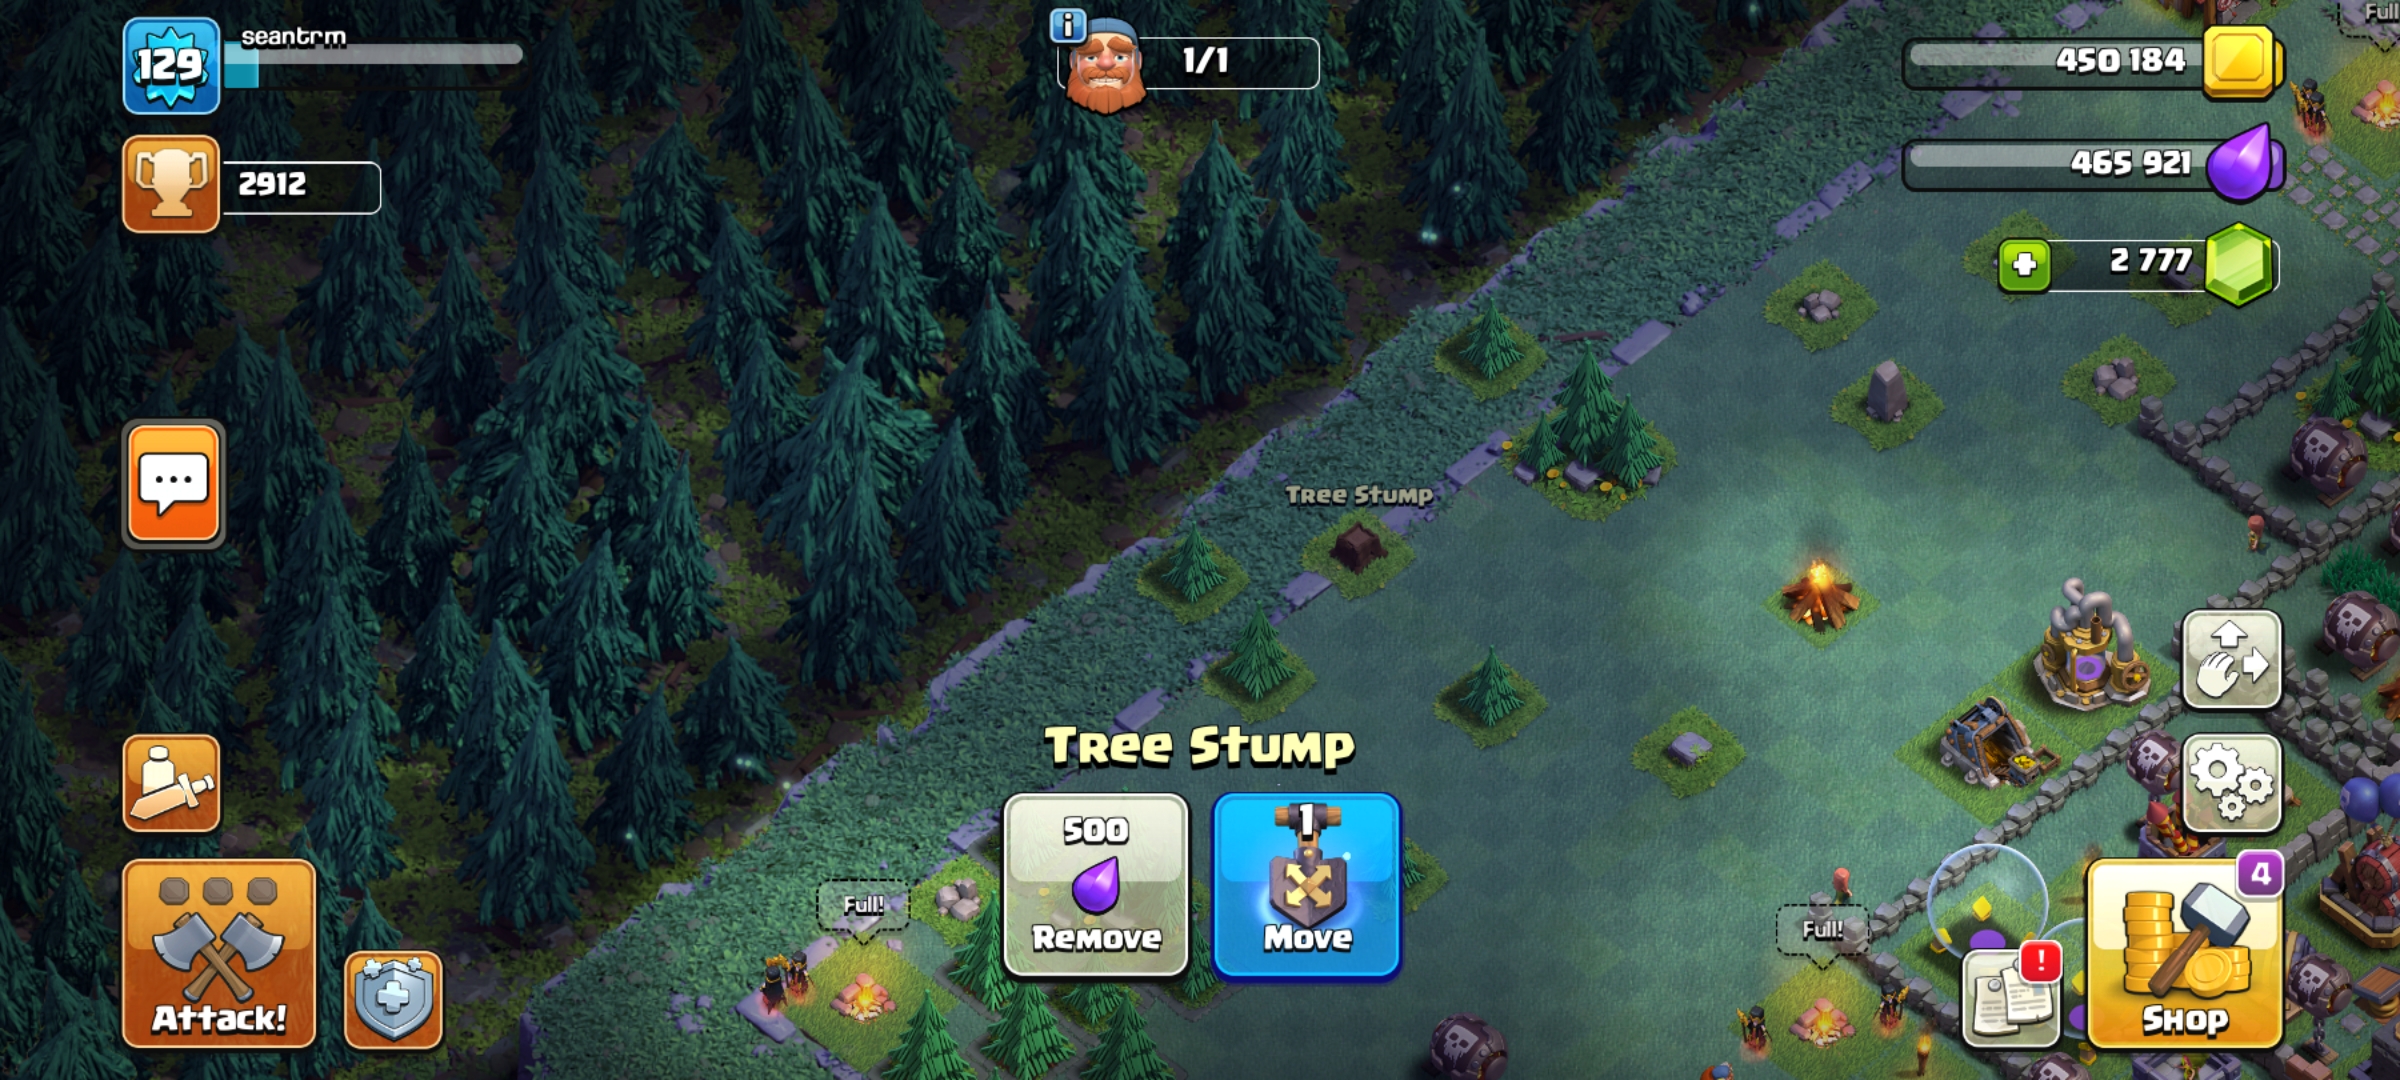 129
seantrm
1/1
450 184
Full
2912
465 921
2 777
Tree Stump
Tree Stump
500
Remove
1
Move
Full!
Full!
!
4
Attack!
Shop